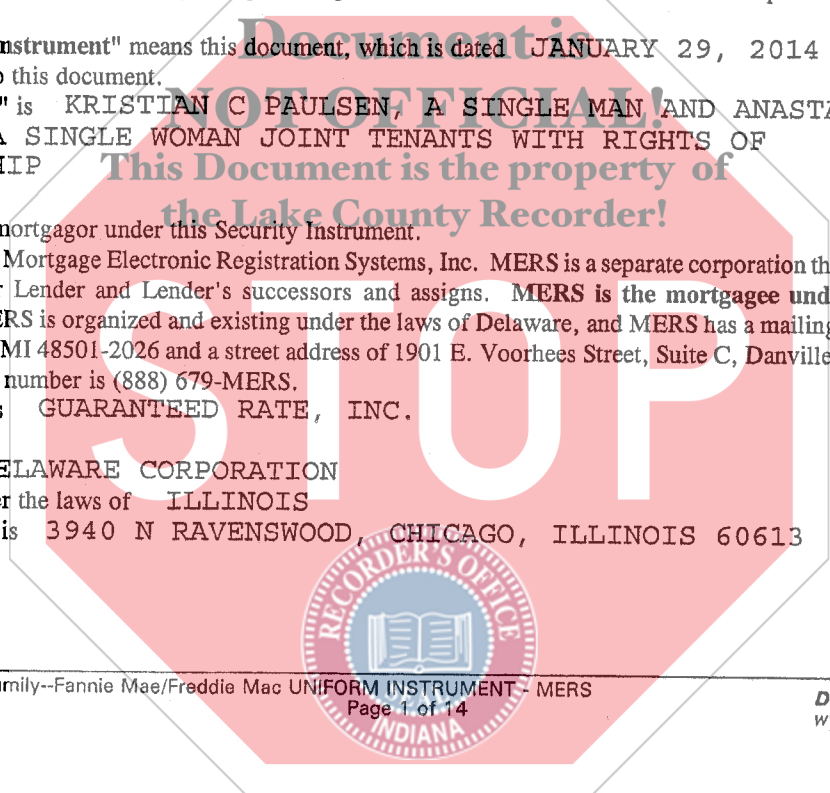 Document is
nstrument" means this document, which is dated JANUARY 29, 2014
this document.
NOT OFFICIAL!
" is KRISTIAN C PAULSEN, A SINGLE MAN AND ANASTA
A SINGLE WOMAN JOINT TENANTS WITH RIGHTS OF
HIP
This Document is the property of
the Lake County Recorder!
mortgagor under this Security Instrument.
Mortgage Electronic Registration Systems, Inc. MERS is a separate corporation th
r Lender and Lender's successors and assigns. MERS is the mortgagee und
ERS is organized and existing under the laws of Delaware, and MERS has a mailing
MI 48501-2026 and a street address of 1901 E. Voorhees Street, Suite C, Danville
number is (888) 679-MERS.
STOP
s GUARANTEED RATE, INC.
ELAWARE CORPORATION
er the laws of ILLINOIS
is 3940 N RAVENSWOOD, CHICAGO, ILLINOIS 60613
RECORDER'S OFFICE
SEAL
INDIANA
mily--Fannie Mae/Freddie Mac UNIFORM INSTRUMENT - MERS
Page 1 of 14
D
w